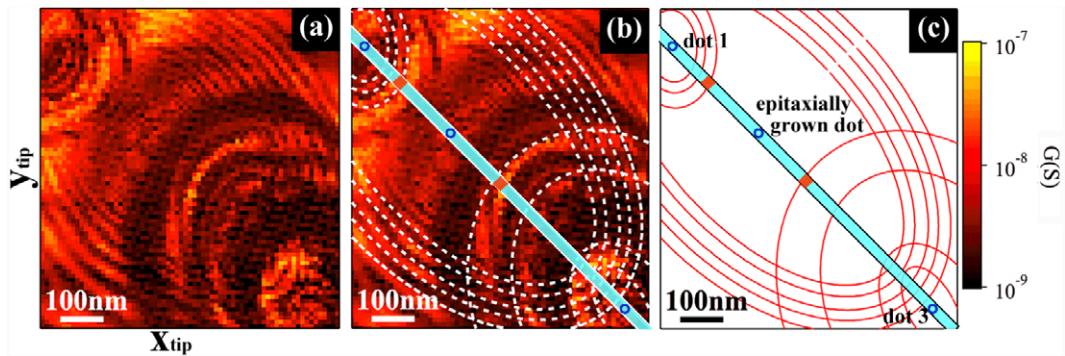 (a)
(b)
(c)
dot 1
epitaxially
grown dot
dot 3
100nm
100nm
100nm
y_tip
x_tip
10⁻⁷
10⁻⁸
10⁻⁹
G(S)